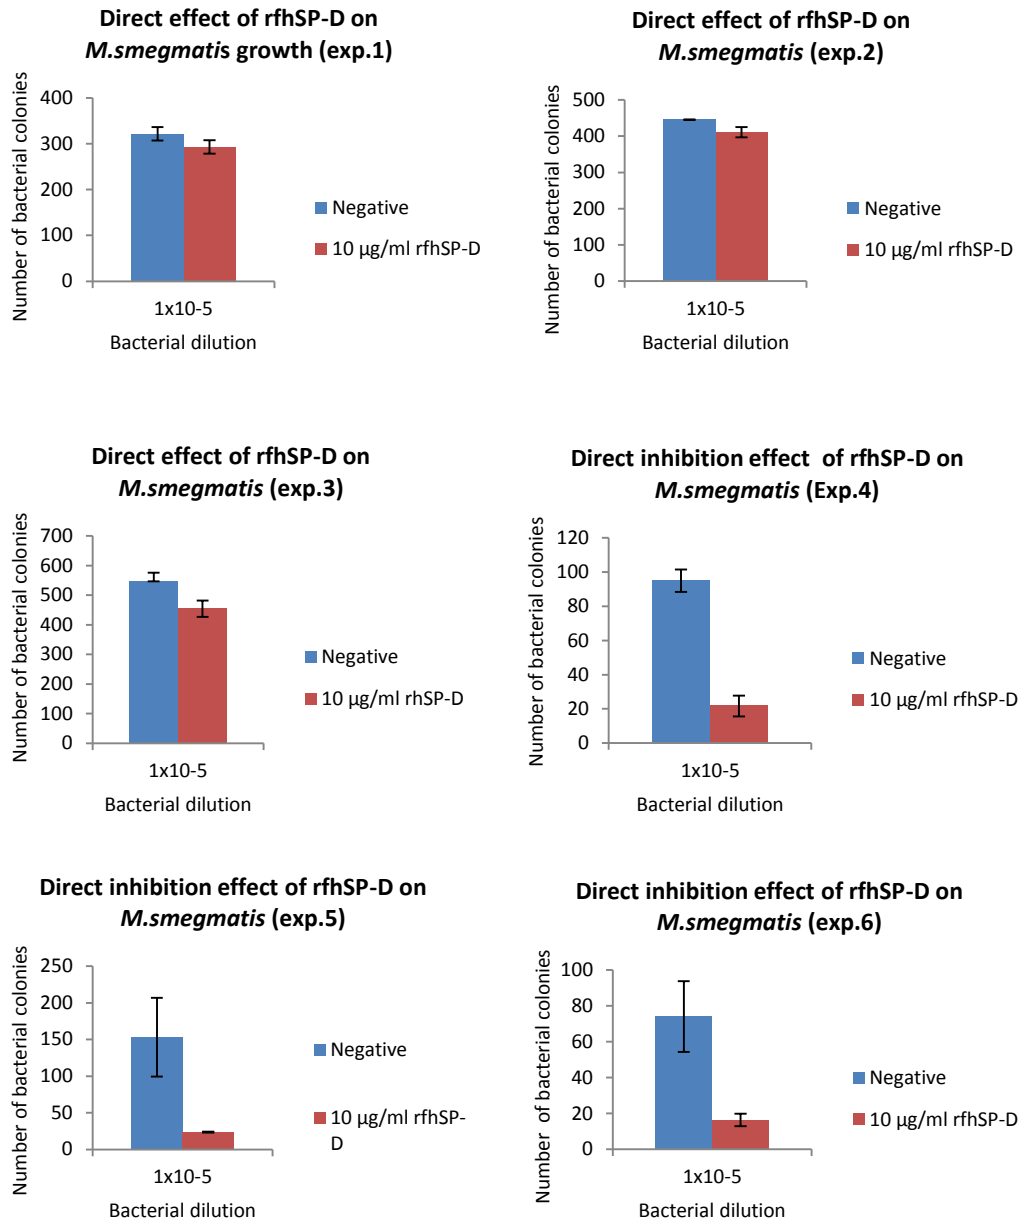 Direct effect of rfhSP-D on
M.smegmatis growth (exp.1)
Number of bacterial colonies
400
300
200
100
0
1x10-5
Bacterial dilution
Negative
10 µg/ml rfhSP-D
Direct effect of rfhSP-D on
M.smegmatis (exp.2)
Number of bacterial colonies
500
400
300
200
100
0
1x10-5
Bacterial dilution
Negative
10 µg/ml rfhSP-D
Direct effect of rfhSP-D on
M.smegmatis (exp.3)
Number of bacterial colonies
700
600
500
400
300
200
100
0
1x10-5
Bacterial dilution
Negative
10 µg/ml rhSP-D
Direct inhibition effect of rfhSP-D on
M.smegmatis (Exp.4)
Number of bacterial colonies
120
100
80
60
40
20
0
1x10-5
Bacterial dilution
Negative
10 µg/ml rfhSP-D
Direct inhibition effect of rfhSP-D on
M.smegmatis (exp.5)
Number of bacterial colonies
250
200
150
100
50
0
1x10-5
Bacterial dilution
Negative
10 µg/ml rfhSP-
D
Direct inhibition effect of rfhSP-D on
M.smegmatis (exp.6)
Number of bacterial colonies
100
80
60
40
20
0
1x10-5
Bacterial dilution
Negative
10 µg/ml rfhSP-D